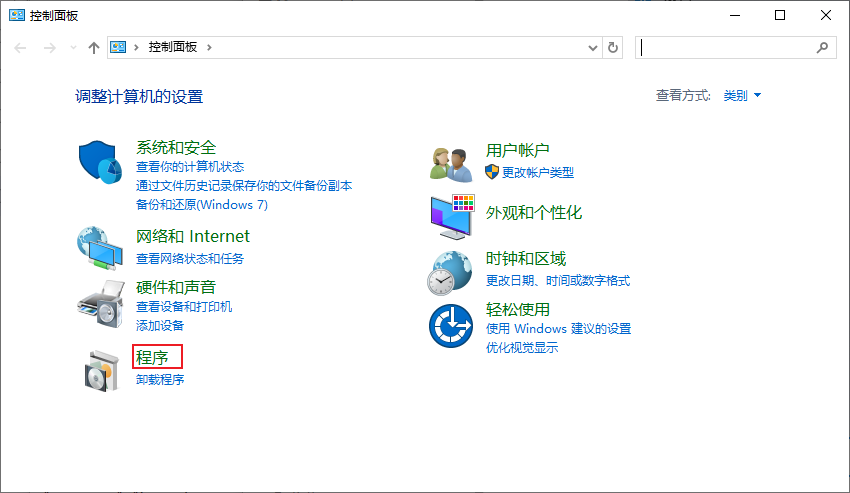 控制面板
控制面板
调整计算机的设置
查看方式: 类别
系统和安全
查看你的计算机状态
通过文件历史记录保存你的文件备份副本
备份和还原(Windows 7)
网络和 Internet
查看网络状态和任务
硬件和声音
查看设备和打印机
添加设备
程序
卸载程序
用户帐户
更改帐户类型
外观和个性化
时钟和区域
更改日期、时间或数字格式
轻松使用
使用 Windows 建议的设置
优化视觉显示